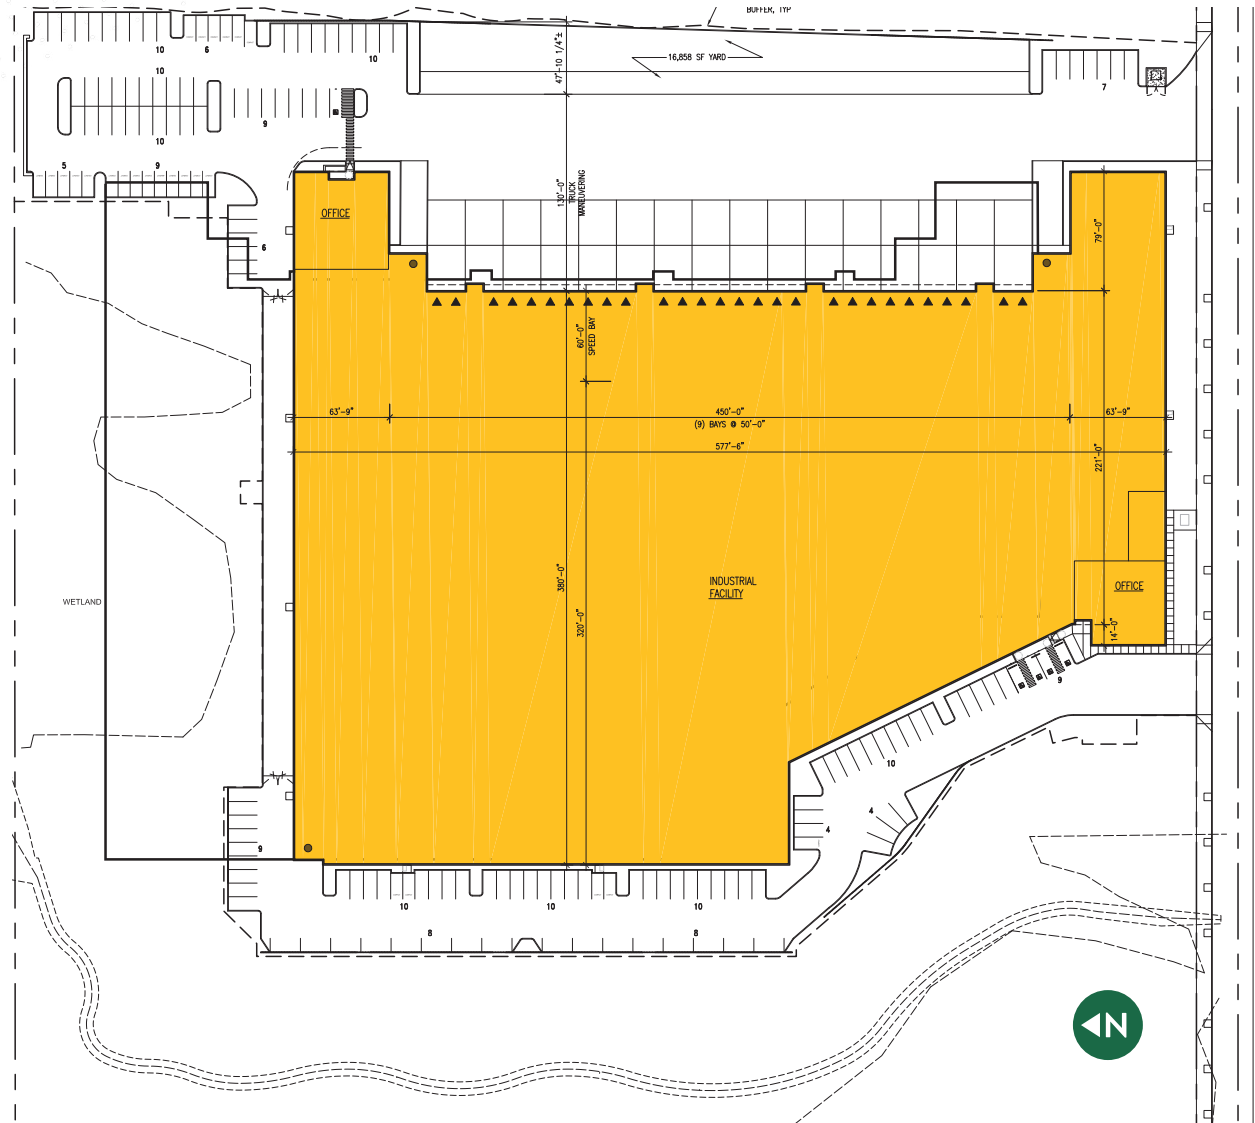 BUFFER, TYP
10
6
10
47'-10 1/4"±
16,858 SF YARD
7
10
9
10
5
9
130'-0"
TRUCK
MANEUVERING
OFFICE
6
79'-0"
60'-0"
SPEED BAY
63'-9"
450'-0"
(9) BAYS @ 50'-0"
63'-9"
577'-6"
221'-0"
380'-0"
320'-0"
INDUSTRIAL
FACILITY
OFFICE
WETLAND
14'-0"
9
10
4
4
9
10
10
10
8
8
N